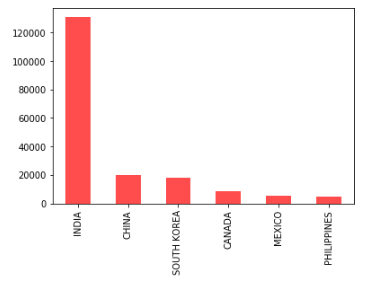 120000
100000
80000
60000
40000
20000
0
INDIA
CHINA
SOUTH KOREA
CANADA
MEXICO
PHILIPPINES